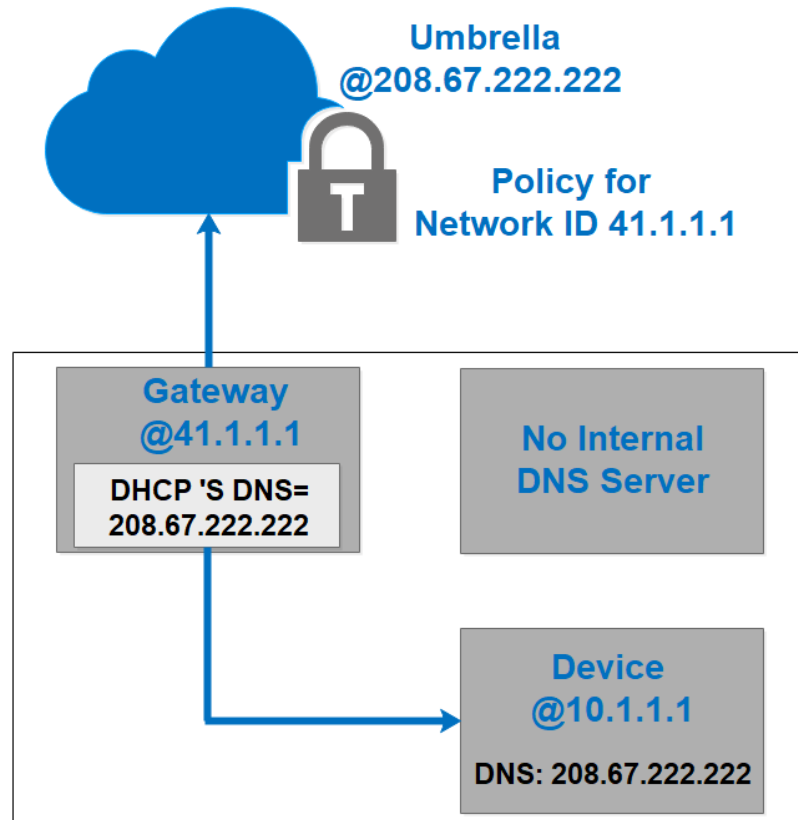 Umbrella
@208.67.222.222
T
Policy for
Network ID 41.1.1.1
Gateway
@41.1.1.1
DHCP 'S DNS=
208.67.222.222
No Internal
DNS Server
Device
@10.1.1.1
DNS: 208.67.222.222